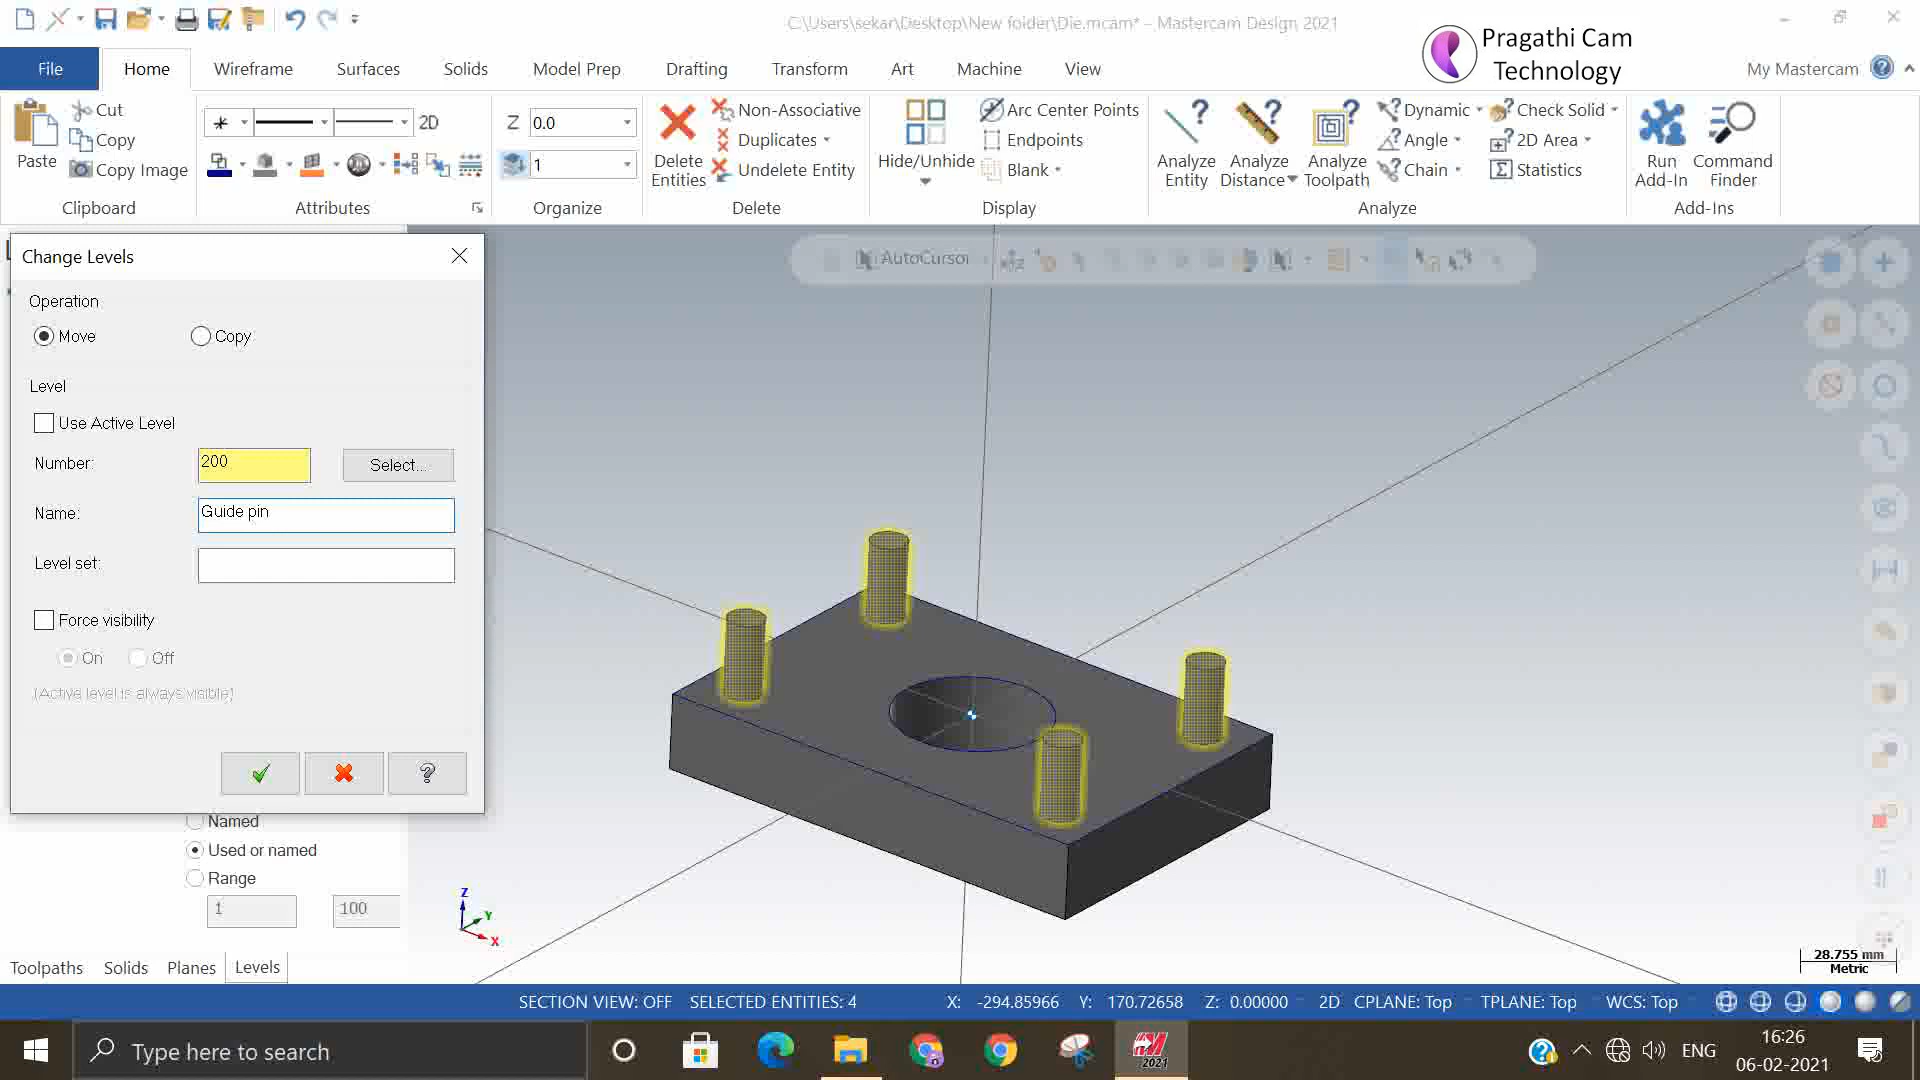 C:\Users\sekar\Desktop\New folder\Die.mcam* – Mastercam Design 2021
Pragathi Cam
Technology
File
Home
Wireframe
Surfaces
Solids
Model Prep
Drafting
Transform
Art
Machine
View
My Mastercam
Cut
Copy
Copy Image
Paste
Clipboard
2D
Attributes
Z 0.0
1
Organize
Delete
Entities
Non-Associative
Duplicates
Undelete Entity
Delete
Hide/Unhide
Arc Center Points
Endpoints
Blank
Display
Analyze
Entity
Analyze
Distance
Analyze
Toolpath
Dynamic
Angle
Chain
Check Solid
2D Area
Statistics
Analyze
Run
Add-In
Command
Finder
Add-Ins
AutoCursor
Change Levels
Operation
Move
Copy
Level
Use Active Level
Number:
200
Select...
Name:
Guide pin
Level set:
Force visibility
On
Off
(Active level is always visible)
Named
Used or named
Range
1
100
Z
Y
X
Toolpaths
Solids
Planes
Levels
28.755 mm
Metric
SECTION VIEW: OFF
SELECTED ENTITIES: 4
X: -294.85966
Y: 170.72658
Z: 0.00000
2D
CPLANE: Top
TPLANE: Top
WCS: Top
Type here to search
2021
ENG
16:26
06-02-2021